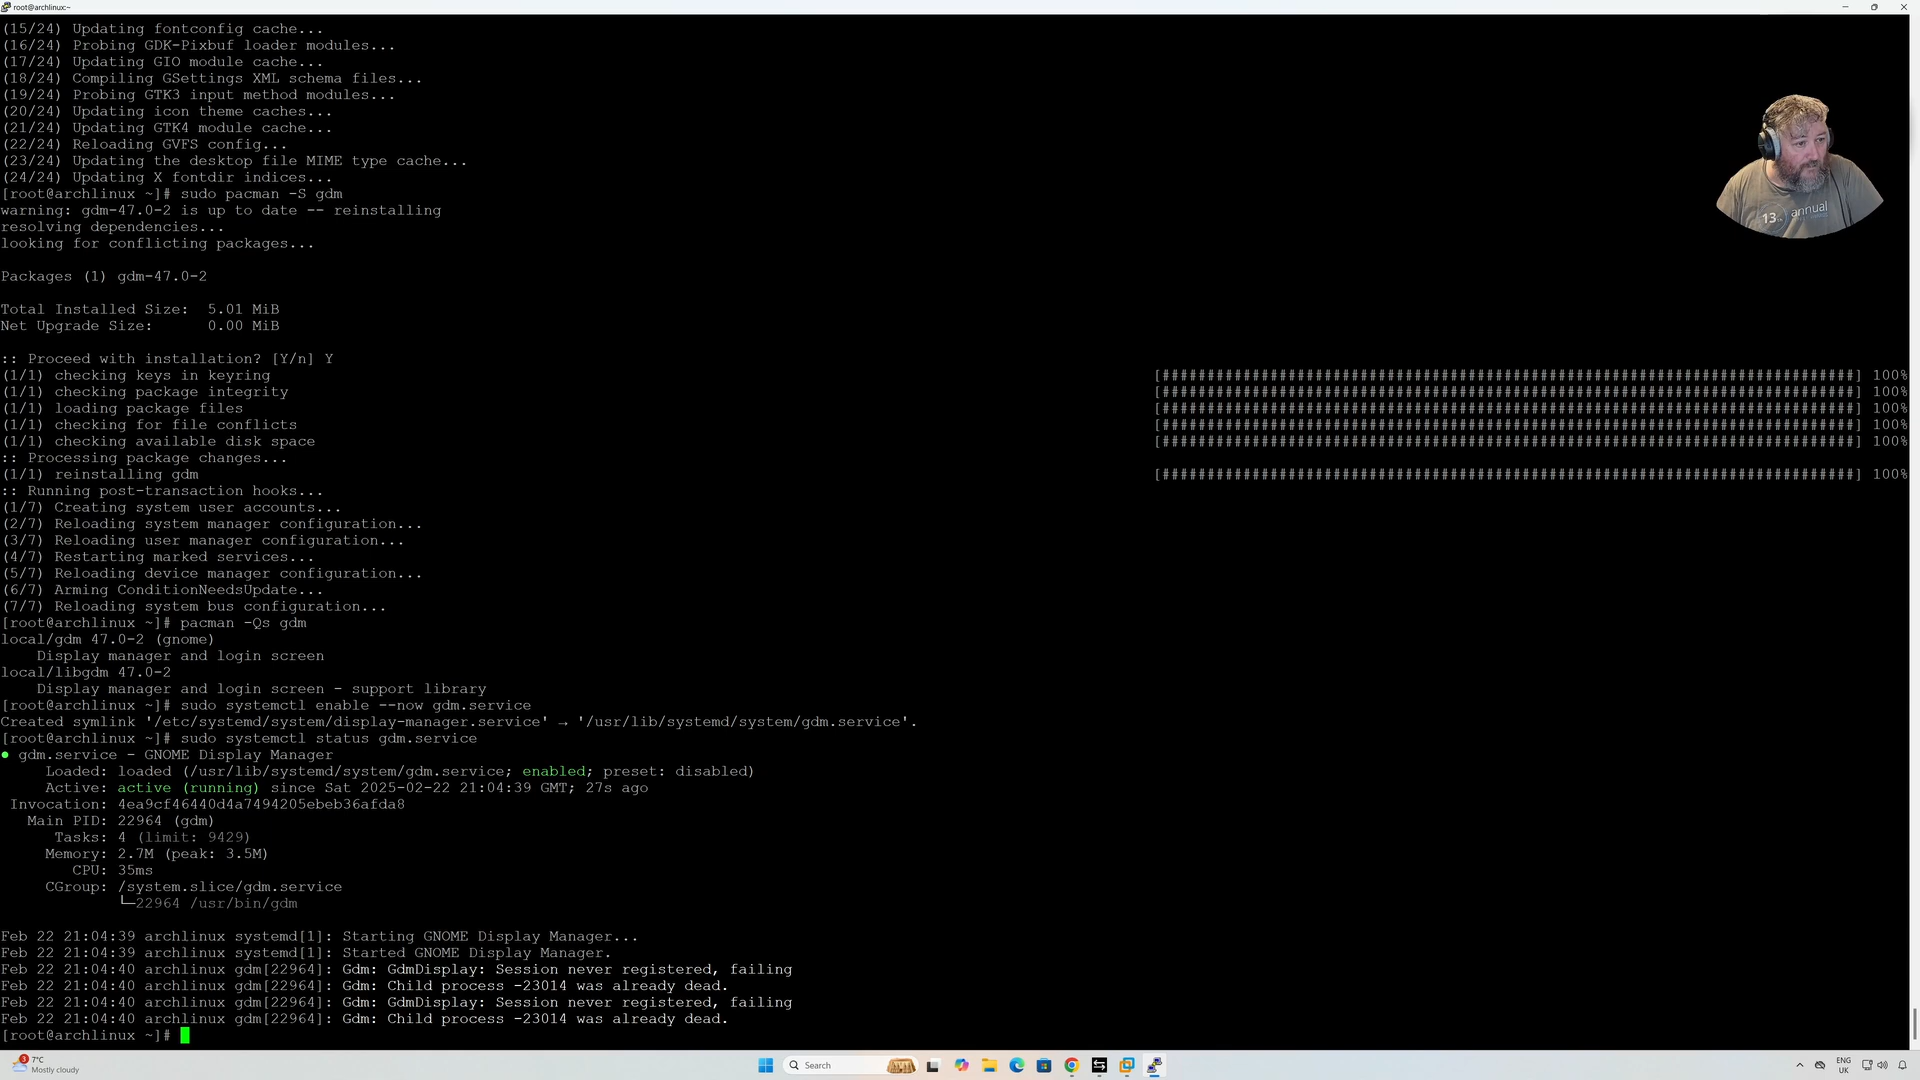 root@archlinux:~
(15/24) Updating fontconfig cache...
(16/24) Probing GDK-Pixbuf loader modules...
(17/24) Updating GIO module cache...
(18/24) Compiling GSettings XML schema files...
(19/24) Probing GTK3 input method modules...
(20/24) Updating icon theme caches...
(21/24) Updating GTK4 module cache...
(22/24) Reloading GVFS config...
(23/24) Updating the desktop file MIME type cache...
(24/24) Updating X fontdir indices...
[root@archlinux ~]# sudo pacman -S gdm
warning: gdm-47.0-2 is up to date -- reinstalling
resolving dependencies...
looking for conflicting packages...
Packages (1) gdm-47.0-2
Total Installed Size:  5.01 MiB
Net Upgrade Size:      0.00 MiB
:: Proceed with installation? [Y/n] Y
(1/1) checking keys in keyring 100%
(1/1) checking package integrity 100%
(1/1) loading package files 100%
(1/1) checking for file conflicts 100%
(1/1) checking available disk space 100%
:: Processing package changes...
(1/1) reinstalling gdm 100%
:: Running post-transaction hooks...
(1/7) Creating system user accounts...
(2/7) Reloading system manager configuration...
(3/7) Reloading user manager configuration...
(4/7) Restarting marked services...
(5/7) Reloading device manager configuration...
(6/7) Arming ConditionNeedsUpdate...
(7/7) Reloading system bus configuration...
[root@archlinux ~]# pacman -Qs gdm
local/gdm 47.0-2 (gnome)
    Display manager and login screen
local/libgdm 47.0-2
    Display manager and login screen - support library
[root@archlinux ~]# sudo systemctl enable --now gdm.service
Created symlink '/etc/systemd/system/display-manager.service' → '/usr/lib/systemd/system/gdm.service'.
[root@archlinux ~]# sudo systemctl status gdm.service
● gdm.service - GNOME Display Manager
     Loaded: loaded (/usr/lib/systemd/system/gdm.service; enabled; preset: disabled)
     Active: active (running) since Sat 2025-02-22 21:04:39 GMT; 27s ago
 Invocation: 4ea9cf46440d4a7494205ebeb36afda8
   Main PID: 22964 (gdm)
      Tasks: 4 (limit: 9429)
     Memory: 2.7M (peak: 3.5M)
        CPU: 35ms
     CGroup: /system.slice/gdm.service
             └─22964 /usr/bin/gdm
Feb 22 21:04:39 archlinux systemd[1]: Starting GNOME Display Manager...
Feb 22 21:04:39 archlinux systemd[1]: Started GNOME Display Manager.
Feb 22 21:04:40 archlinux gdm[22964]: Gdm: GdmDisplay: Session never registered, failing
Feb 22 21:04:40 archlinux gdm[22964]: Gdm: Child process -23014 was already dead.
Feb 22 21:04:40 archlinux gdm[22964]: Gdm: GdmDisplay: Session never registered, failing
Feb 22 21:04:40 archlinux gdm[22964]: Gdm: Child process -23014 was already dead.
[root@archlinux ~]#
13 annual
3
7°C
Mostly cloudy
Search
ENG
UK